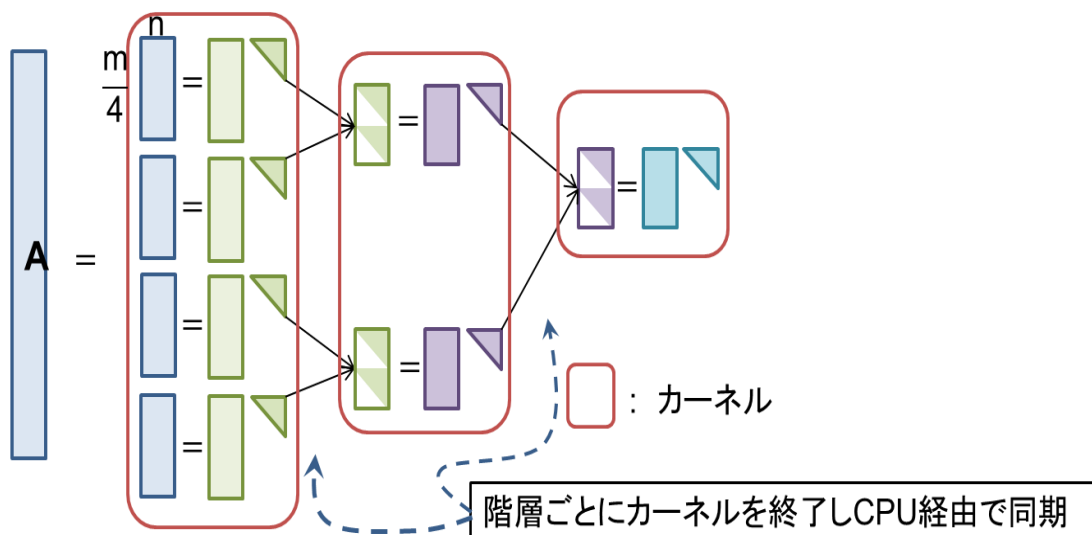 n
m
4
A =
=
=
=
=
=
=
=
: カーネル
階層ごとにカーネルを終了しCPU経由で同期